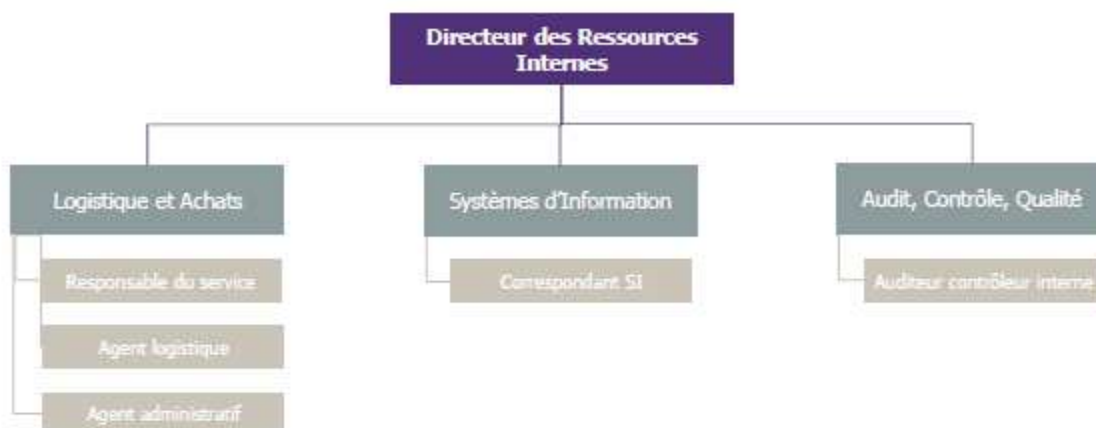 Directeur des Ressources
Internes
Logistique et Achats
Systèmes d'Information
Audit, Contrôle, Qualité
Responsable du service
Correspondant SI
Auditeur contrôleur interne
Agent logistique
Agent administratif